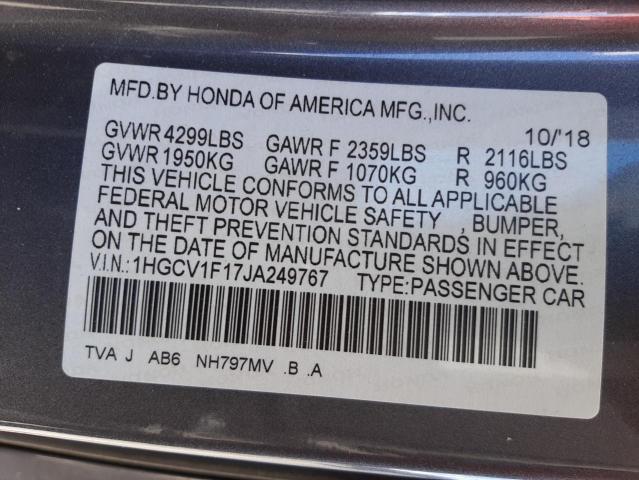 MFD.BY HONDA OF AMERICA MFG.,INC.
10/'18
GVWR 4299LBS GAWR F 2359LBS R 2116LBS
GVWR 1950KG GAWR F 1070KG R 960KG
THIS VEHICLE CONFORMS TO ALL APPLICABLE
FEDERAL MOTOR VEHICLE SAFETY , BUMPER,
AND THEFT PREVENTION STANDARDS IN EFFECT
ON THE DATE OF MANUFACTURE SHOWN ABOVE.
V.I.N.: 1HGCV1F17JA249767 TYPE:PASSENGER CAR
TVA J AB6 NH797MV .B .A